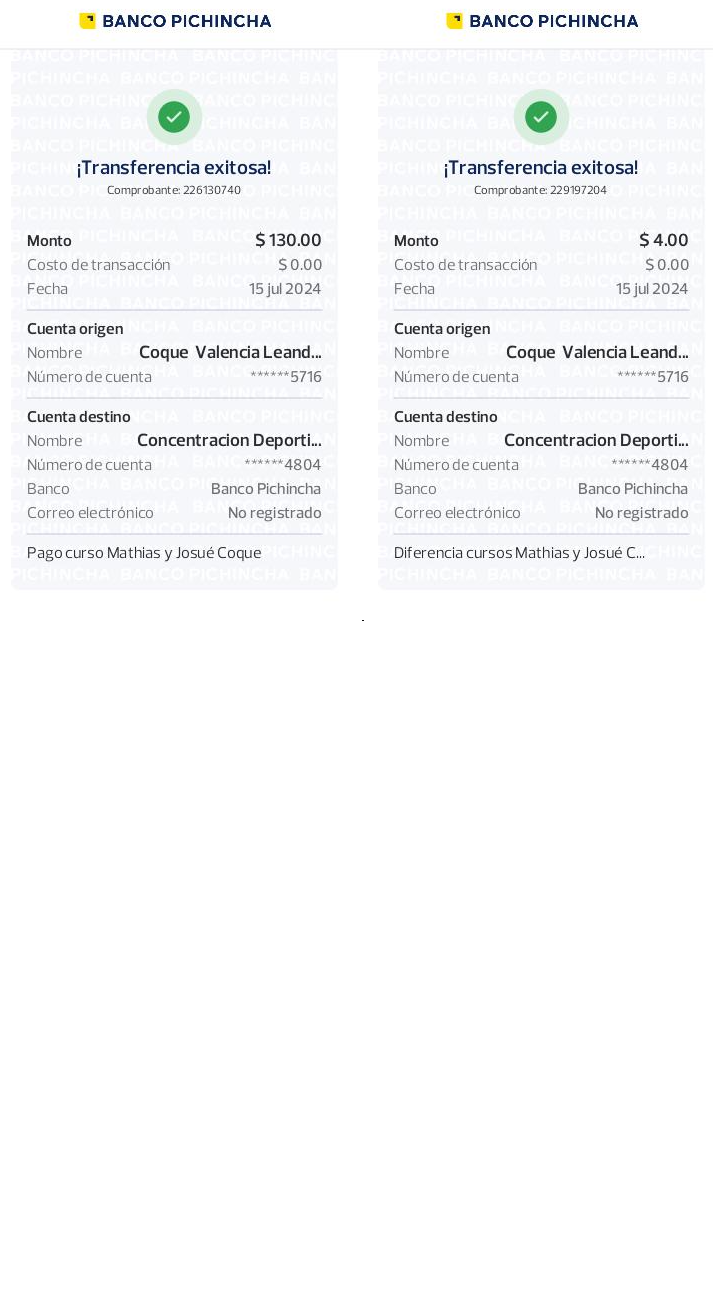 BANCO PICHINCHA
¡Transferencia exitosa!
Comprobante: 226130740
Monto $ 130.00
Costo de transacción $ 0.00
Fecha 15 jul 2024
Cuenta origen
Nombre Coque Valencia Leand...
Número de cuenta ******5716
Cuenta destino
Nombre Concentracion Deporti...
Número de cuenta ******4804
Banco Banco Pichincha
Correo electrónico No registrado
Pago curso Mathias y Josué Coque
BANCO PICHINCHA
¡Transferencia exitosa!
Comprobante: 229197204
Monto $ 4.00
Costo de transacción $ 0.00
Fecha 15 jul 2024
Cuenta origen
Nombre Coque Valencia Leand...
Número de cuenta ******5716
Cuenta destino
Nombre Concentracion Deporti...
Número de cuenta ******4804
Banco Banco Pichincha
Correo electrónico No registrado
Diferencia cursos Mathias y Josué C...
.